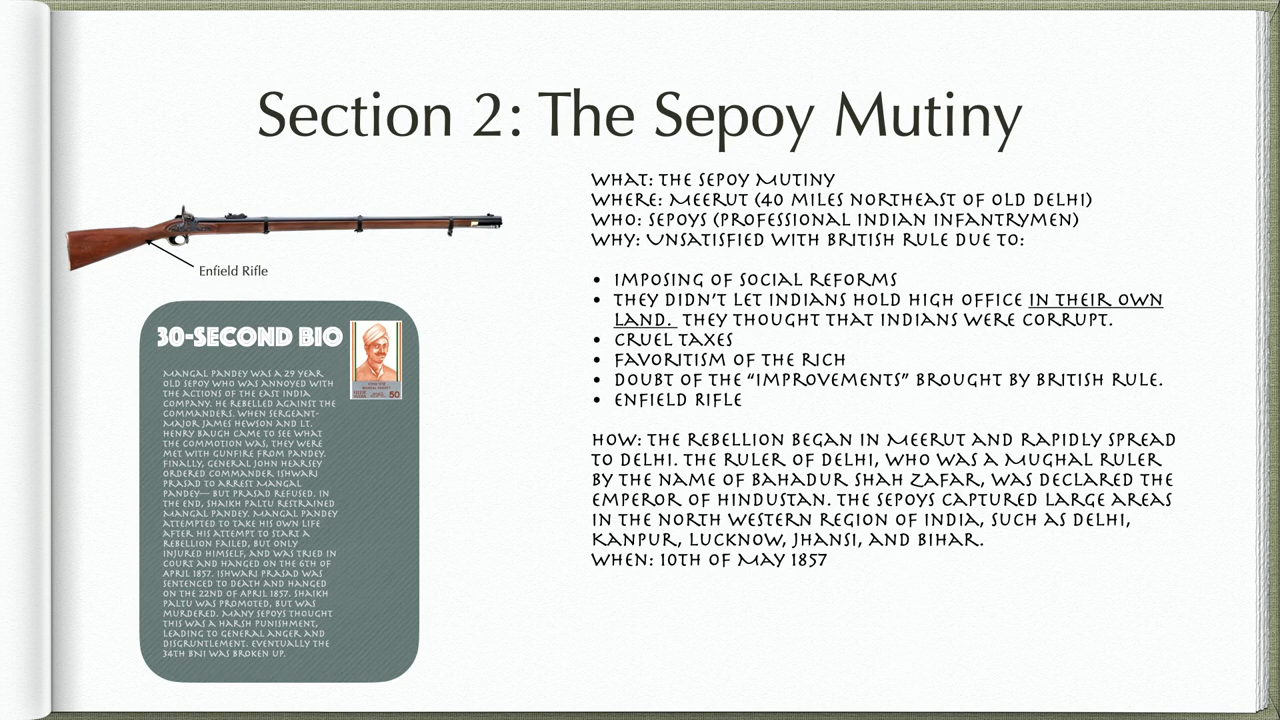 Section 2: The Sepoy Mutiny
Enfield Rifle
30-SECOND BIO
50
MANGAL PANDEY WAS A 29 YEAR
OLD SEPOY WHO WAS ANNOYED WITH
THE ACTIONS OF THE EAST INDIA
COMPANY. HE REBELLED AGAINST THE
COMMANDERS. WHEN SERGEANT-
MAJOR JAMES HEWSON AND LT.
HENRY BAUGH CAME TO SEE WHAT
THE COMMOTION WAS, THEY WERE
MET WITH GUNFIRE FROM PANDEY.
FINALLY, GENERAL JOHN HEARSEY
ORDERED COMMANDER ISHWARI
PRASAD TO ARREST MANGAL
PANDEY— BUT PRASAD REFUSED. IN
THE END, SHAIKH PALTU RESTRAINED
MANGAL PANDEY. MANGAL PANDEY
ATTEMPTED TO TAKE HIS OWN LIFE
AFTER HIS ATTEMPT TO START A
REBELLION FAILED, BUT ONLY
INJURED HIMSELF, AND WAS TRIED IN
COURT AND HANGED ON THE 6TH OF
APRIL 1857. ISHWARI PRASAD WAS
SENTENCED TO DEATH AND HANGED
ON THE 22ND OF APRIL 1857. SHAIKH
PALTU WAS PROMOTED, BUT WAS
MURDERED. MANY SEPOYS THOUGHT
THIS WAS A HARSH PUNISHMENT,
LEADING TO GENERAL ANGER AND
DISGRUNTLEMENT. EVENTUALLY THE
34TH BNI WAS BROKEN UP.
WHAT: THE SEPOY MUTINY
WHERE: MEERUT (40 MILES NORTHEAST OF OLD DELHI)
WHO: SEPOYS (PROFESSIONAL INDIAN INFANTRYMEN)
WHY: UNSATISFIED WITH BRITISH RULE DUE TO:
• IMPOSING OF SOCIAL REFORMS
• THEY DIDN'T LET INDIANS HOLD HIGH OFFICE IN THEIR OWN
LAND. THEY THOUGHT THAT INDIANS WERE CORRUPT.
• CRUEL TAXES
• FAVORITISM OF THE RICH
• DOUBT OF THE “IMPROVEMENTS” BROUGHT BY BRITISH RULE.
• ENFIELD RIFLE
HOW: THE REBELLION BEGAN IN MEERUT AND RAPIDLY SPREAD
TO DELHI. THE RULER OF DELHI, WHO WAS A MUGHAL RULER
BY THE NAME OF BAHADUR SHAH ZAFAR, WAS DECLARED THE
EMPEROR OF HINDUSTAN. THE SEPOYS CAPTURED LARGE AREAS
IN THE NORTH WESTERN REGION OF INDIA, SUCH AS DELHI,
KANPUR, LUCKNOW, JHANSI, AND BIHAR.
WHEN: 10TH OF MAY 1857